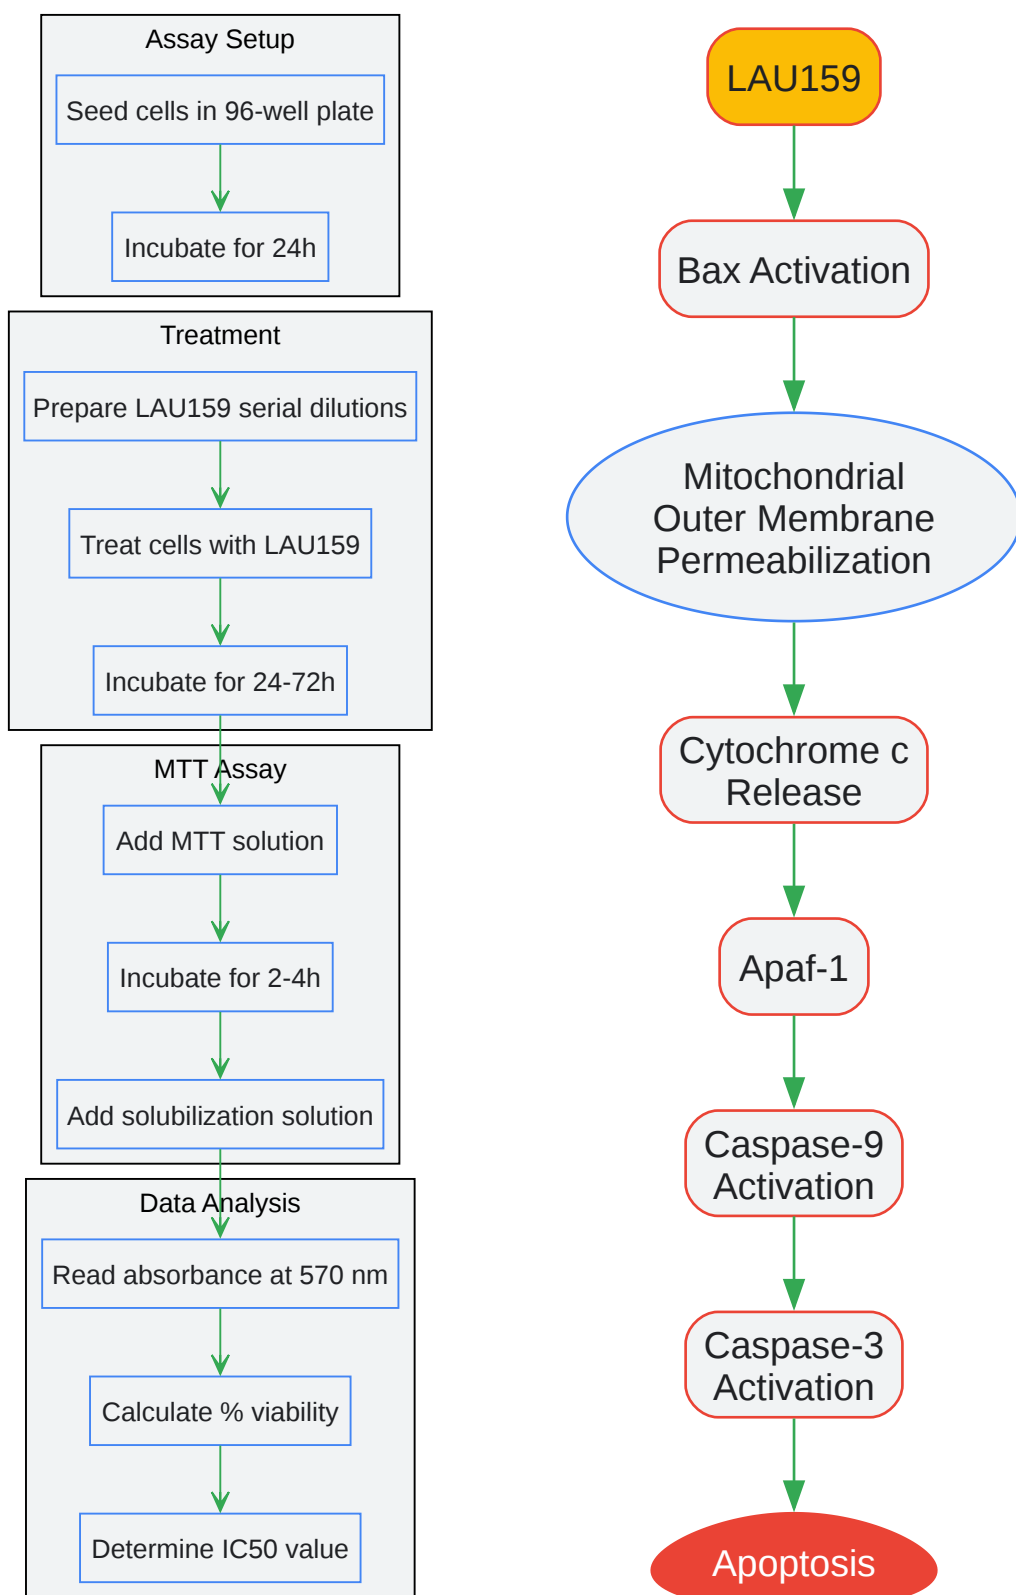 Assay Setup
Seed cells in 96-well plate
Incubate for 24h
Treatment
Prepare LAU159 serial dilutions
Treat cells with LAU159
Incubate for 24-72h
MTT Assay
Add MTT solution
Incubate for 2-4h
Add solubilization solution
Data Analysis
Read absorbance at 570 nm
Calculate % viability
Determine IC50 value
LAU159
Bax Activation
Mitochondrial
Outer Membrane
Permeabilization
Cytochrome c
Release
Apaf-1
Caspase-9
Activation
Caspase-3
Activation
Apoptosis